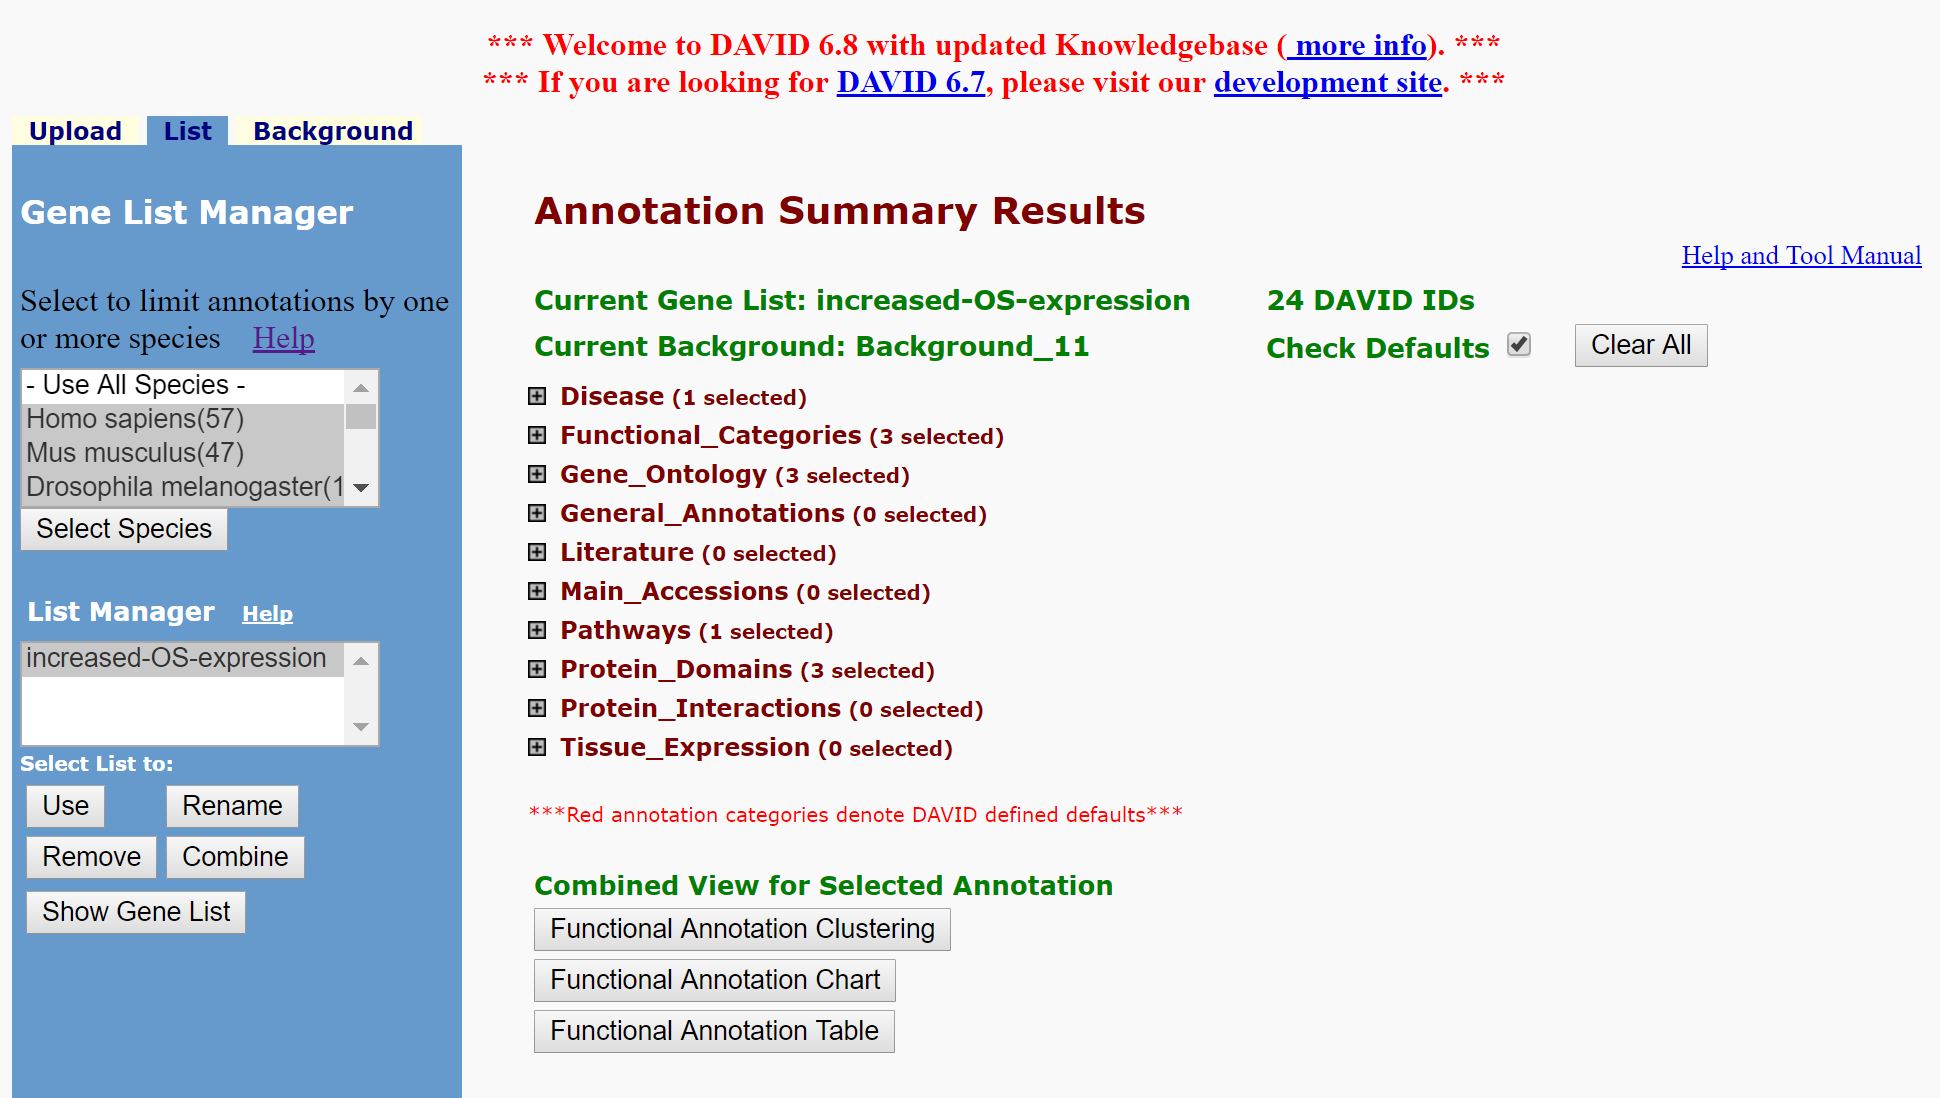 *** Welcome to DAVID 6.8 with updated Knowledgebase ( more info). ***
*** If you are looking for DAVID 6.7, please visit our development site. ***
Upload List Background
Gene List Manager
Select to limit annotations by one
or more species Help
- Use All Species -
Homo sapiens(57)
Mus musculus(47)
Drosophila melanogaster(1
Select Species
List Manager Help
increased-OS-expression
Select List to:
Use Rename
Remove Combine
Show Gene List
Annotation Summary Results
Help and Tool Manual
Current Gene List: increased-OS-expression 24 DAVID IDs
Current Background: Background_11 Check Defaults Clear All
Disease (1 selected)
Functional_Categories (3 selected)
Gene_Ontology (3 selected)
General_Annotations (0 selected)
Literature (0 selected)
Main_Accessions (0 selected)
Pathways (1 selected)
Protein_Domains (3 selected)
Protein_Interactions (0 selected)
Tissue_Expression (0 selected)
***Red annotation categories denote DAVID defined defaults***
Combined View for Selected Annotation
Functional Annotation Clustering
Functional Annotation Chart
Functional Annotation Table